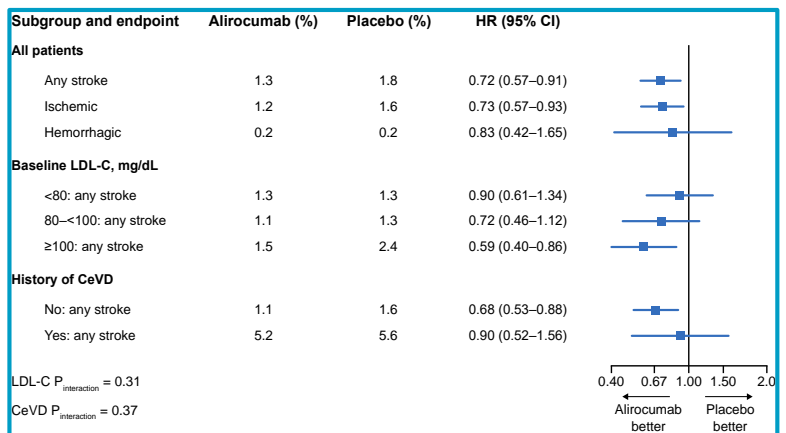 Subgroup and endpoint Alirocumab (%) Placebo (%) HR (95% CI)
All patients
Any stroke 1.3 1.8 0.72 (0.57–0.91)
Ischemic 1.2 1.6 0.73 (0.57–0.93)
Hemorrhagic 0.2 0.2 0.83 (0.42–1.65)
Baseline LDL-C, mg/dL
<80: any stroke 1.3 1.3 0.90 (0.61–1.34)
80–<100: any stroke 1.1 1.3 0.72 (0.46–1.12)
≥100: any stroke 1.5 2.4 0.59 (0.40–0.86)
History of CeVD
No: any stroke 1.1 1.6 0.68 (0.53–0.88)
Yes: any stroke 5.2 5.6 0.90 (0.52–1.56)
LDL-C P interaction = 0.31
CeVD P interaction = 0.37
0.40 0.67 1.00 1.50 2.0
Alirocumab better
Placebo better